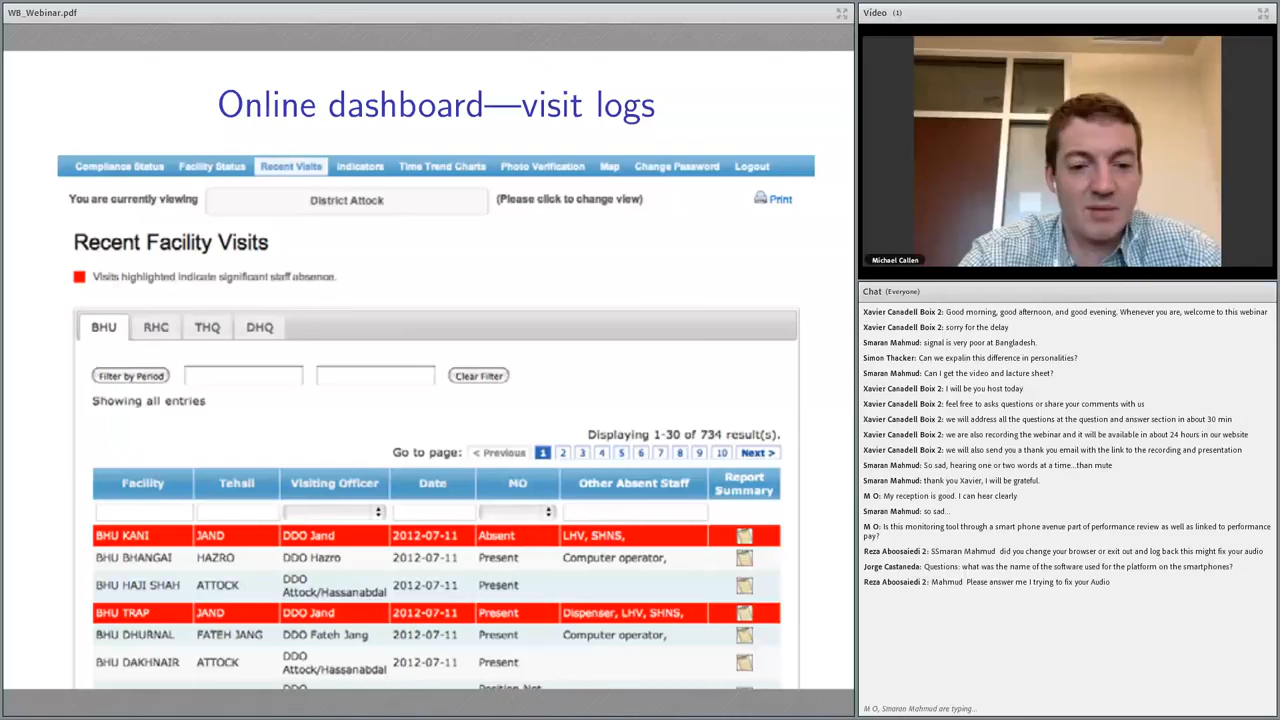 WB_Webinar.pdf
Online dashboard—visit logs
Compliance Status Facility Status Recent Visits Indicators Time Trend Charts Photo Verification Map Change Password Logout
You are currently viewing District Attock (Please click to change view) Print
Recent Facility Visits
Visits highlighted indicate significant staff absence.
BHU RHC THQ DHQ
Filter by Period Clear Filter
Showing all entries
Displaying 1-30 of 734 result(s).
Go to page: < Previous 1 2 3 4 5 6 7 8 9 10 Next >
Facility Tehsil Visiting Officer Date MO Other Absent Staff Report Summary
BHU KANI JAND DDO Jand 2012-07-11 Absent LHV, SHNS,
BHU BHANGAI HAZRO DDO Hazro 2012-07-11 Present Computer operator,
BHU HAJI SHAH ATTOCK DDO Attock/Hassanabdal 2012-07-11 Present
BHU TRAP JAND DDO Jand 2012-07-11 Present Dispenser, LHV, SHNS,
BHU DHURNAL FATEH JANG DDO Fateh Jang 2012-07-11 Present Computer operator,
BHU DAKHNAIR ATTOCK DDO Attock/Hassanabdal 2012-07-11 Present
Video (1)
Michael Callen
Chat (Everyone)
Xavier Canadell Boix 2: Good morning, good afternoon, and good evening. Whenever you are, welcome to this webinar
Xavier Canadell Boix 2: sorry for the delay
Smaran Mahmud: signal is very poor at Bangladesh.
Simon Thacker: Can we expalin this difference in personalities?
Smaran Mahmud: Can I get the video and lacture sheet?
Xavier Canadell Boix 2: I will be you host today
Xavier Canadell Boix 2: feel free to asks questions or share your comments with us
Xavier Canadell Boix 2: we will address all the questions at the question and answer section in about 30 min
Xavier Canadell Boix 2: we are also recording the webinar and it will be available in about 24 hours in our website
Xavier Canadell Boix 2: we will also send you a thank you email with the link to the recording and presentation
Smaran Mahmud: So sad, hearing one or two words at a time...than mute
Smaran Mahmud: thank you Xavier, I will be grateful.
M O: My reception is good. I can hear clearly
Smaran Mahmud: so sad...
M O: Is this monitoring tool through a smart phone avenue part of performance review as well as linked to performance
pay?
Reza Aboosaiedi 2: SSmaran Mahmud did you change your browser or exit out and log back this might fix your audio
Jorge Castaneda: Questions: what was the name of the software used for the platform on the smartphones?
Reza Aboosaiedi 2: Mahmud Please answer me I trying to fix your Audio
M O, Smaran Mahmud are typing...